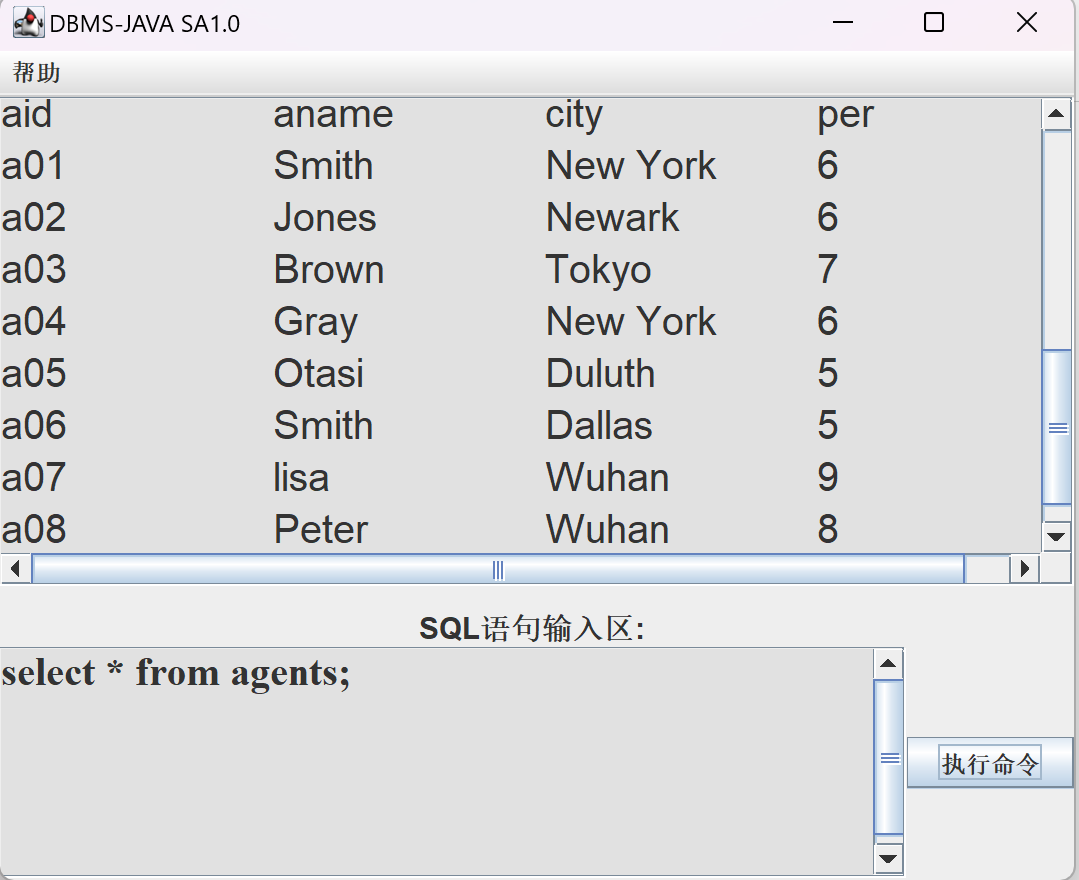 DBMS-JAVA SA1.0
帮助
aid aname city per
a01 Smith New York 6
a02 Jones Newark 6
a03 Brown Tokyo 7
a04 Gray New York 6
a05 Otasi Duluth 5
a06 Smith Dallas 5
a07 lisa Wuhan 9
a08 Peter Wuhan 8
SQL语句输入区:
select * from agents;
执行命令